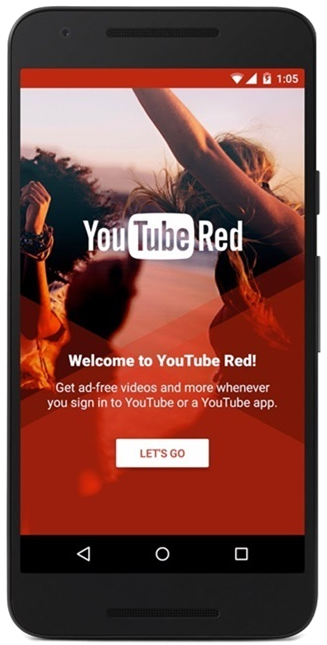 1:05
YouTube Red
Welcome to YouTube Red!
Get ad-free videos and more whenever
you sign in to YouTube or a YouTube app.
LET'S GO